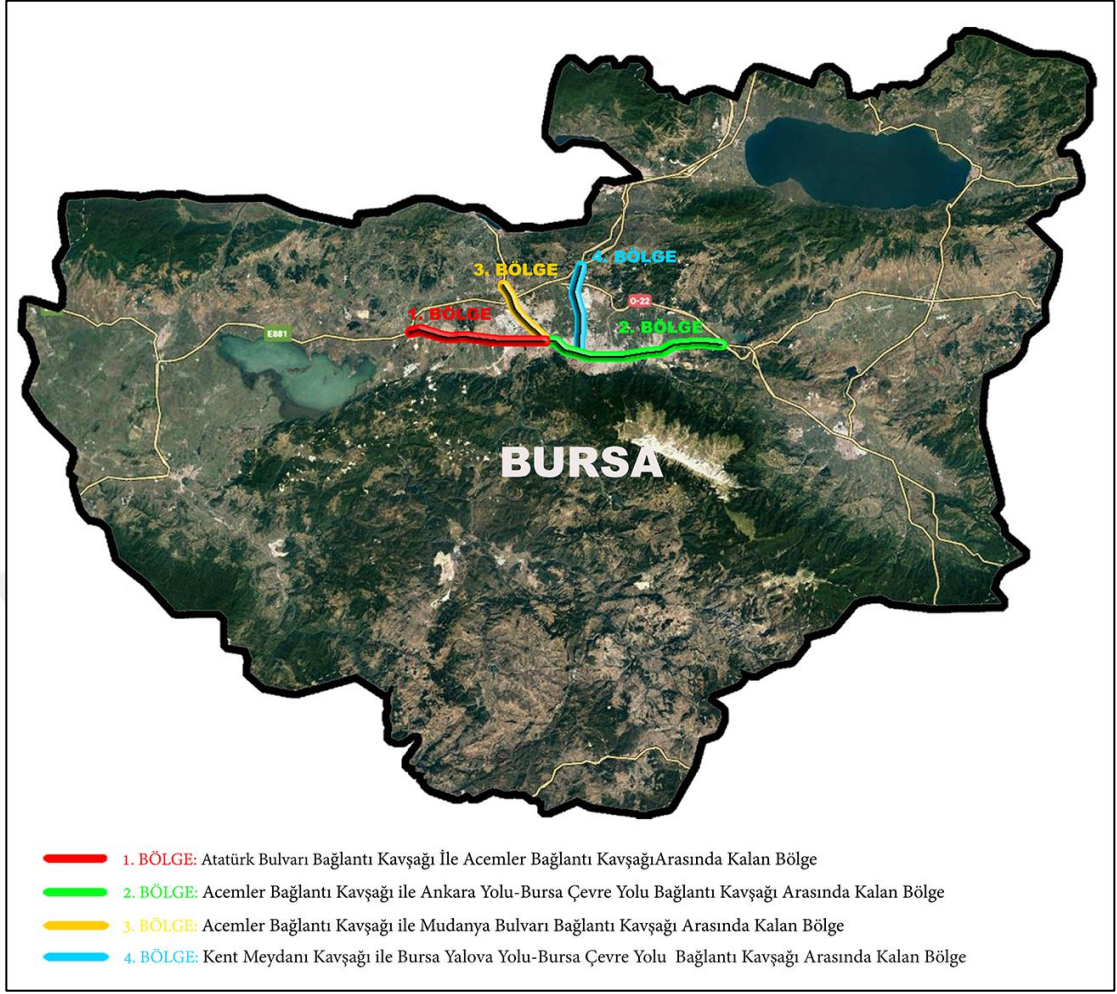 4. BÖLGE
3. BÖLGE
O-22
1. BÖLGE
2. BÖLGE
E881
BURSA
1. BÖLGE: Atatürk Bulvarı Bağlantı Kavşağı İle Acemler Bağlantı KavşağıArasında Kalan Bölge
2. BÖLGE: Acemler Bağlantı Kavşağı ile Ankara Yolu-Bursa Çevre Yolu Bağlantı Kavşağı Arasında Kalan Bölge
3. BÖLGE: Acemler Bağlantı Kavşağı ile Mudanya Bulvarı Bağlantı Kavşağı Arasında Kalan Bölge
4. BÖLGE: Kent Meydanı Kavşağı ile Bursa Yalova Yolu-Bursa Çevre Yolu Bağlantı Kavşağı Arasında Kalan Bölge